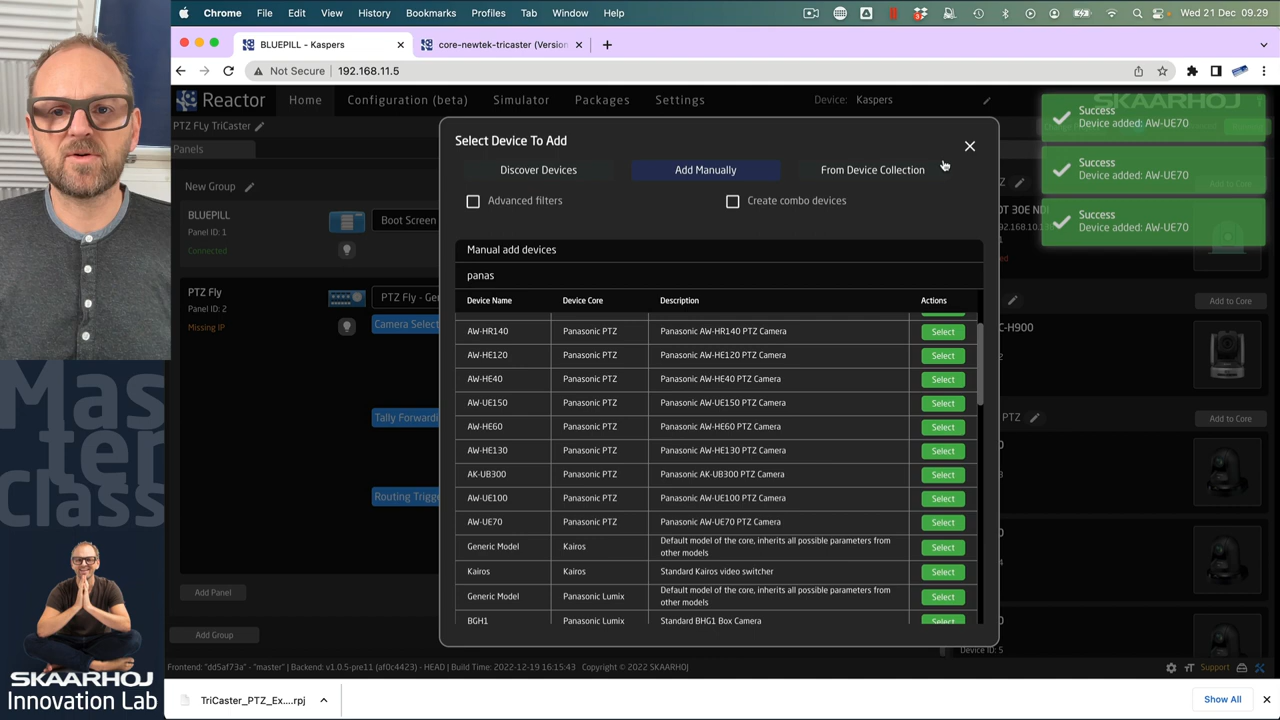 Chrome File Edit View History Bookmarks Profiles Tab Window Help Wed 21 Dec 09.29
BLUEPILL - Kaspers
core-newtek-tricaster (Version
Not Secure 192.168.11.5
Reactor Home Configuration (beta) Simulator Packages Settings Device: Kaspers
SKAARHOJ
PTZ FLy TriCaster
Panels
New Group
BLUEPILL
Panel ID: 1
Connected
Boot Screen
PTZ Fly
Panel ID: 2
Missing IP
PTZ Fly - Ge
Camera Select
Tally Forwarding
Routing Trigge
Add Panel
Add Group
Select Device To Add
Discover Devices Add Manually From Device Collection
Advanced filters Create combo devices
Manual add devices
panas
Device Name Device Core Description Actions
AW-HR140 Panasonic PTZ Panasonic AW-HR140 PTZ Camera Select
AW-HE120 Panasonic PTZ Panasonic AW-HE120 PTZ Camera Select
AW-HE40 Panasonic PTZ Panasonic AW-HE40 PTZ Camera Select
AW-UE150 Panasonic PTZ Panasonic AW-UE150 PTZ Camera Select
AW-HE60 Panasonic PTZ Panasonic AW-HE60 PTZ Camera Select
AW-HE130 Panasonic PTZ Panasonic AW-HE130 PTZ Camera Select
AK-UB300 Panasonic PTZ Panasonic AK-UB300 PTZ Camera Select
AW-UE100 Panasonic PTZ Panasonic AW-UE100 PTZ Camera Select
AW-UE70 Panasonic PTZ Panasonic AW-UE70 PTZ Camera Select
Generic Model Kairos Default model of the core, inherits all possible parameters from Select
other models
Kairos Kairos Standard Kairos video switcher Select
Generic Model Panasonic Lumix Default model of the core, inherits all possible parameters from Select
other models
BGH1 Panasonic Lumix Standard BHG1 Box Camera Select
Success
Device added: AW-UE70
Success
Device added: AW-UE70
Success
Device added: AW-UE70
Add to Core
OT 30E NDI
192.168.10.
Add to Core
C-H900
PTZ
Add to Core
Device ID: 5
Frontend: "dd5af73a" - "master" | Backend: v1.0.5-pre11 (af0c4423) - HEAD | Build Time: 2022-12-19 16:15:43 Copyright © 2022 SKAARHOJ
Support
TriCaster_PTZ_Ex....rpj
Show All
Mas
ter
Class
SKAARHOJ
Innovation Lab